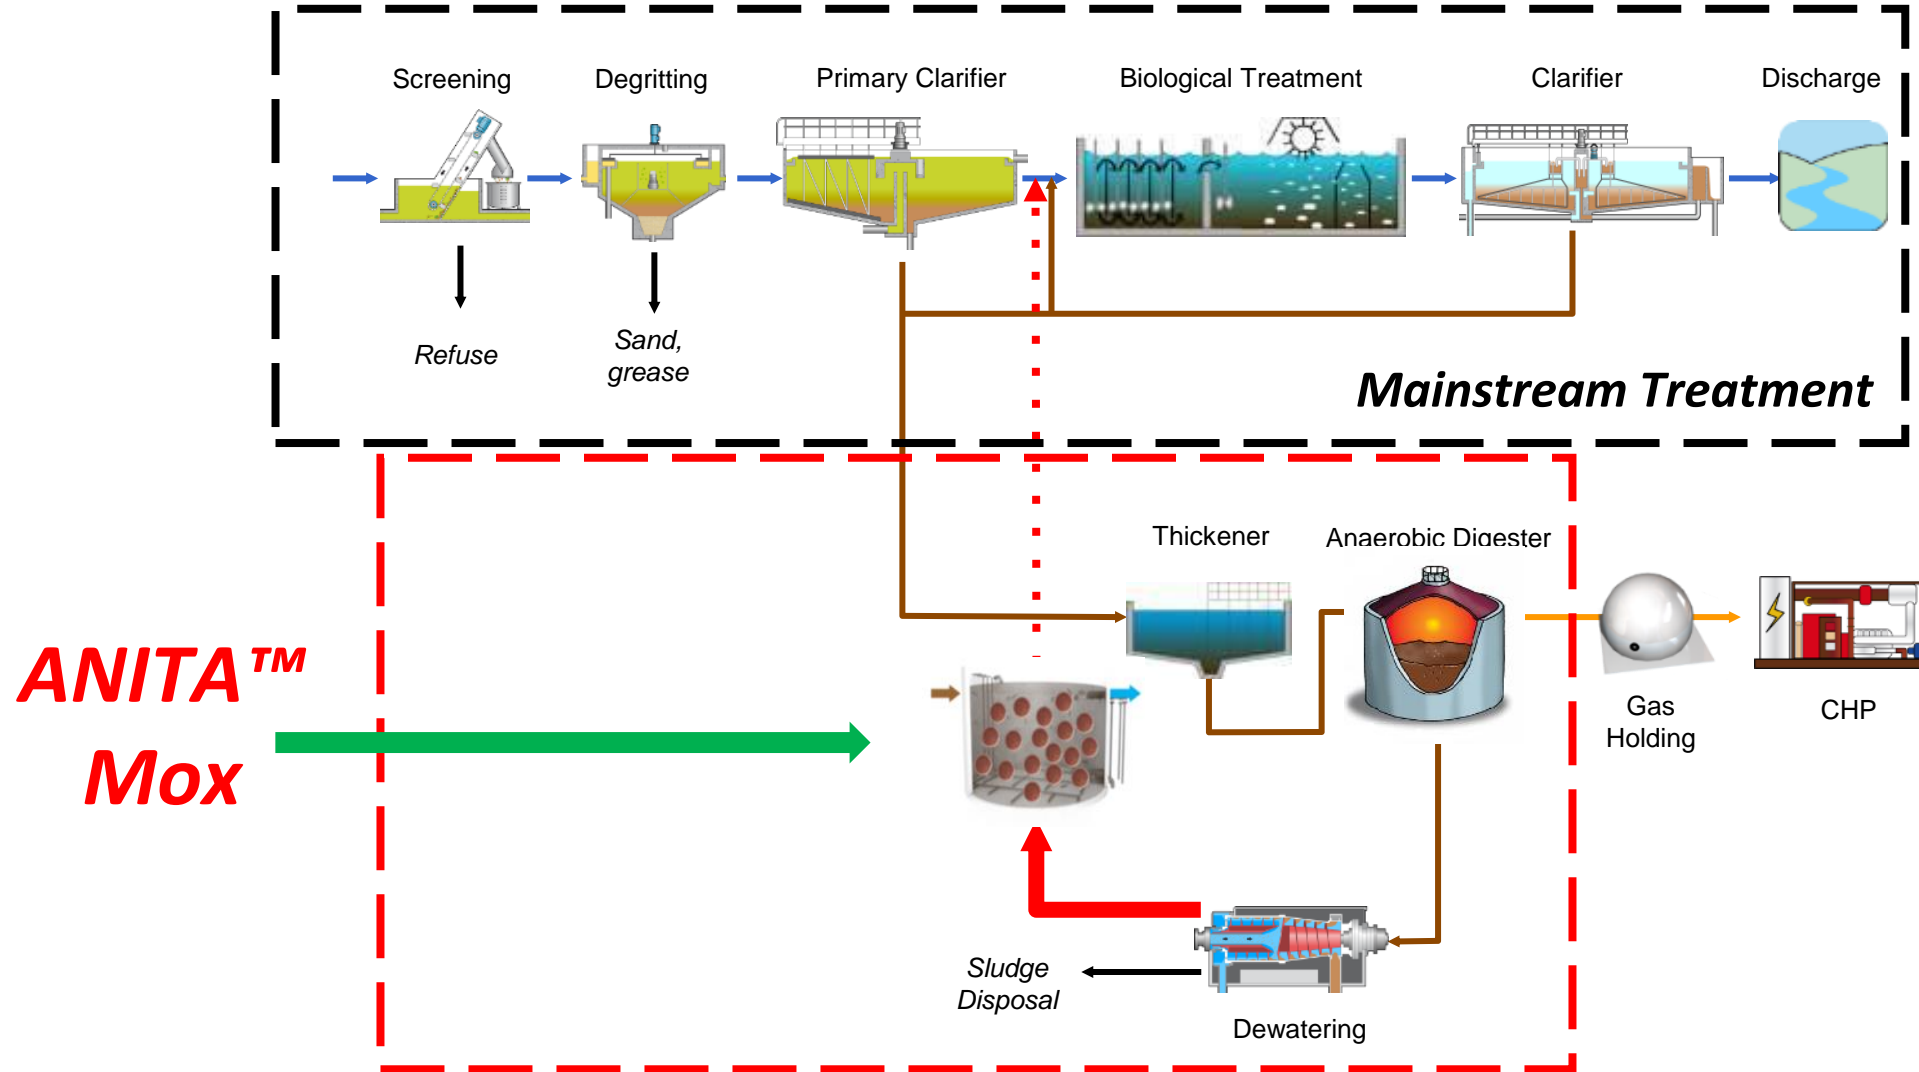 Screening
Degritting
Primary Clarifier
Biological Treatment
Clarifier
Discharge
Refuse
Sand,
grease
Mainstream Treatment
Thickener
Anaerobic Digester
ANITA™
Mox
Gas
Holding
CHP
Sludge
Disposal
Dewatering